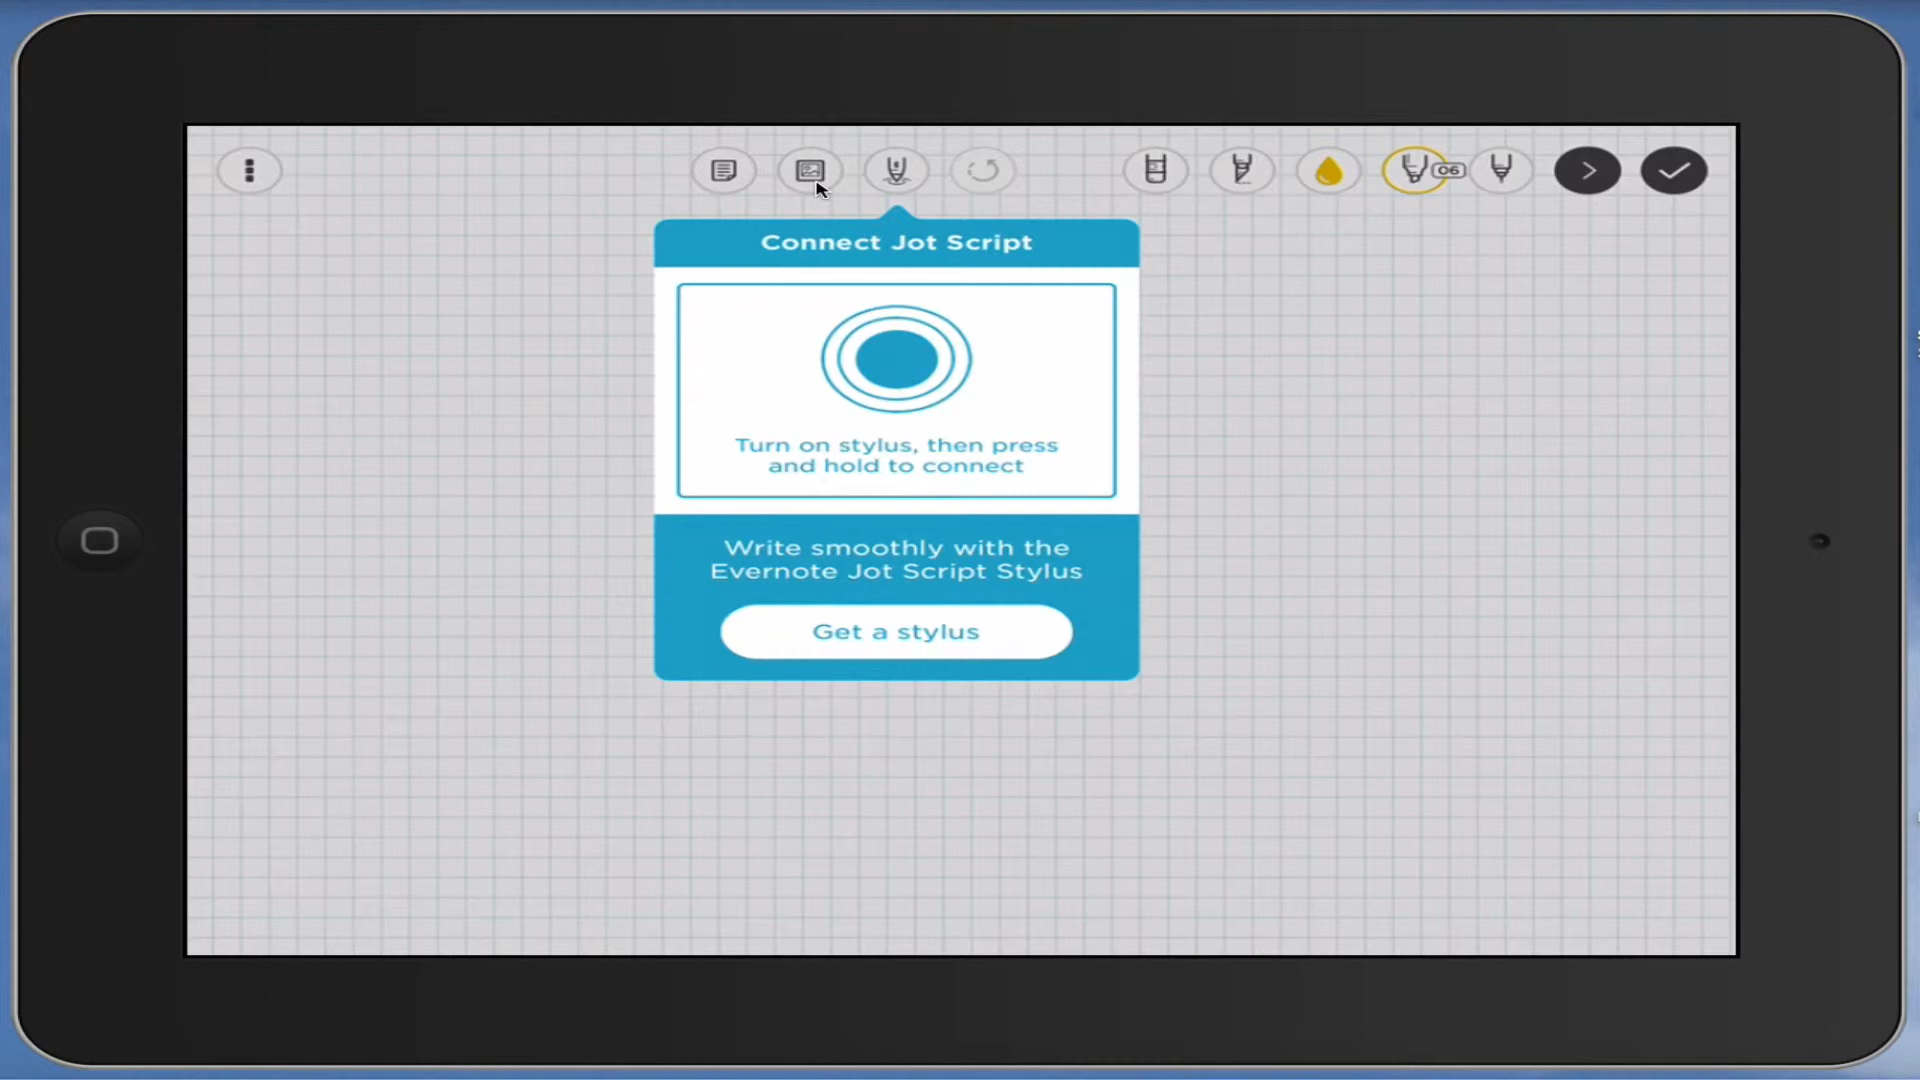 06
Connect Jot Script
Turn on stylus, then press
and hold to connect
Write smoothly with the
Evernote Jot Script Stylus
Get a stylus